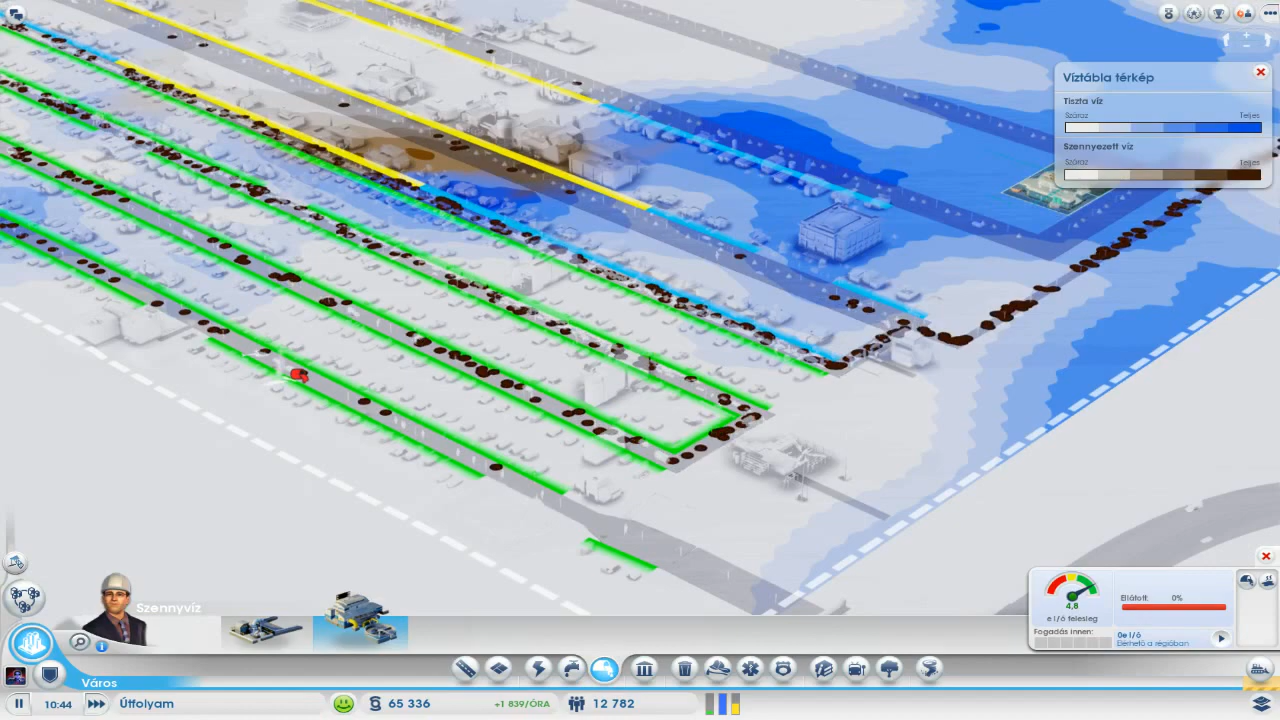 Víztábla térkép
Tiszta víz
Száraz Teljes
Szennyezett víz
Száraz Teljes
Szennyvíz
4,8
e l/ó felesleg
Ellátott: 0%
Fogadás innen:
0e l/ó
Elérhető a régióban
Város
10:44
Útfolyam
65 336
+1 839/ÓRA
12 782